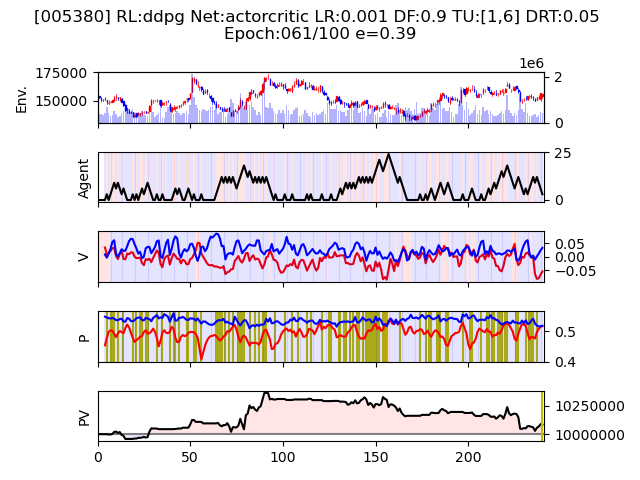 [005380] RL:ddpg Net:actorcritic LR:0.001 DF:0.9 TU:[1,6] DRT:0.05
Epoch:061/100 e=0.39
1e6
175000
150000
2
0
Env.
25
0
Agent
0.05
0.00
−0.05
V
0.5
0.4
P
10250000
10000000
PV
0 50 100 150 200